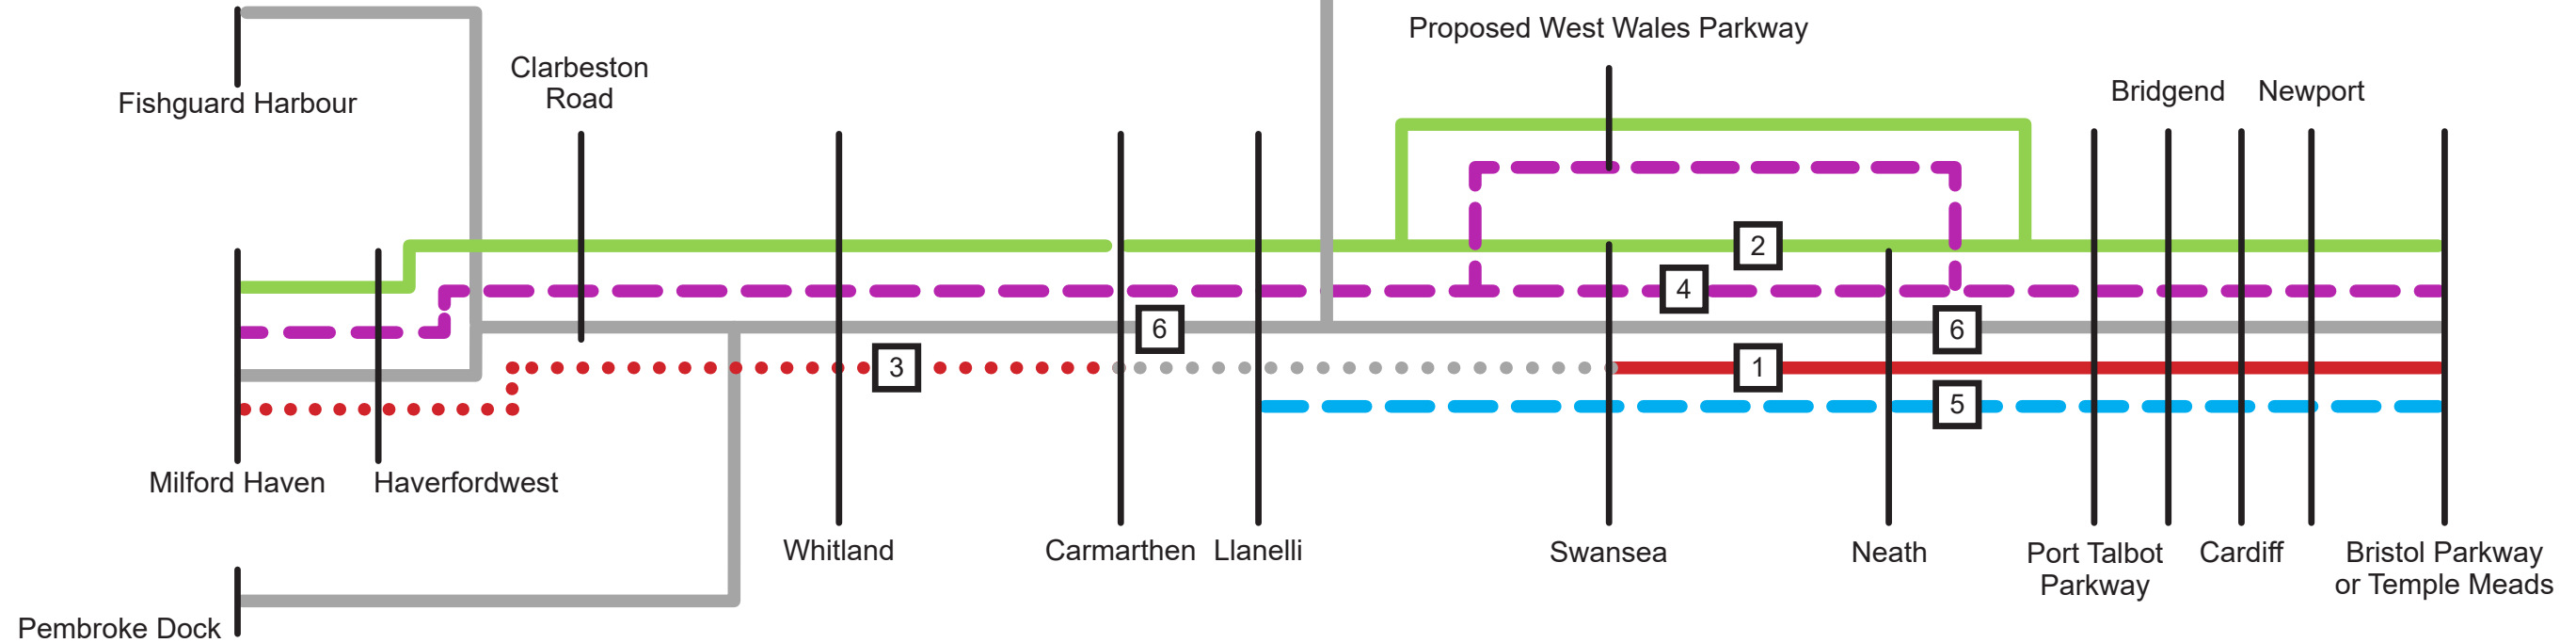 Proposed West Wales Parkway
Clarbeston
Road
Fishguard Harbour
Bridgend
Newport
2
4
6
6
3
1
5
Milford Haven
Haverfordwest
Whitland
Carmarthen
Llanelli
Swansea
Neath
Port Talbot
Parkway
Cardiff
Bristol Parkway
or Temple Meads
Pembroke Dock